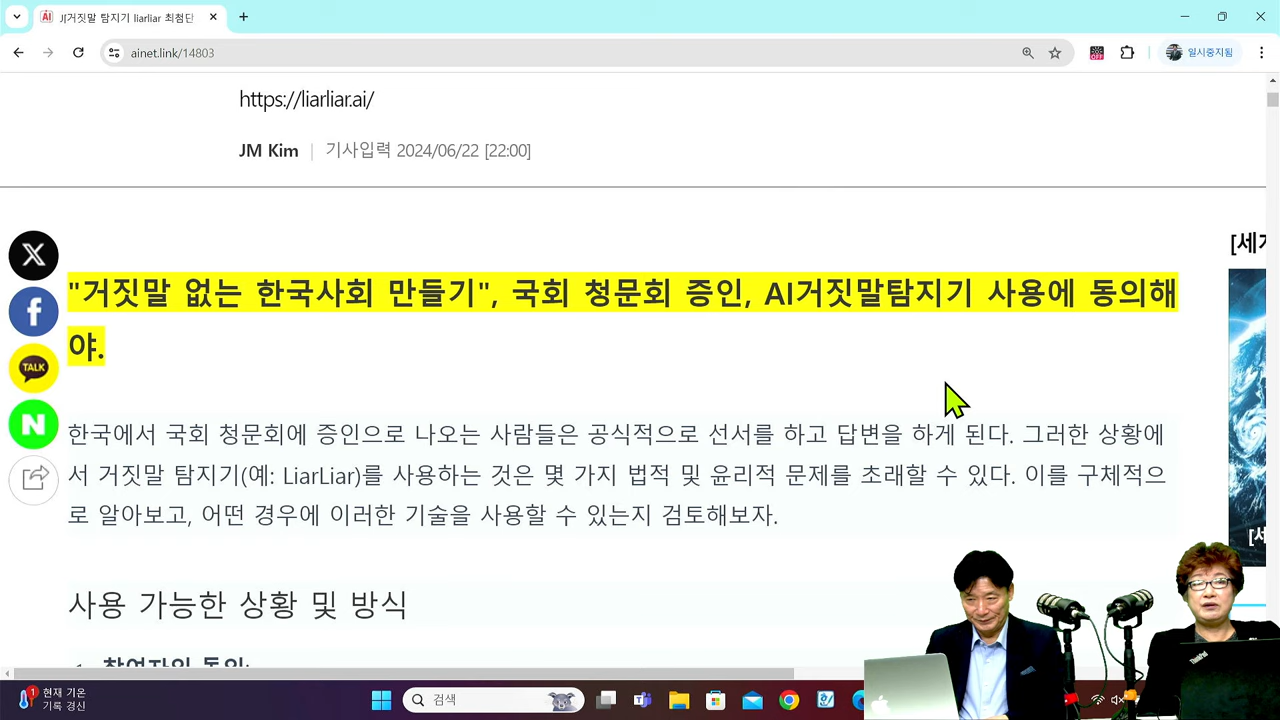 J[거짓말 탐지기 liarliar 최첨단
ainet.link/14803
일시중지됨
https://liarliar.ai/
JM Kim | 기사입력 2024/06/22 [22:00]
"거짓말 없는 한국사회 만들기", 국회 청문회 증인, AI거짓말탐지기 사용에 동의해
야.
한국에서 국회 청문회에 증인으로 나오는 사람들은 공식적으로 선서를 하고 답변을 하게 된다. 그러한 상황에
서 거짓말 탐지기(예: LiarLiar)를 사용하는 것은 몇 가지 법적 및 윤리적 문제를 초래할 수 있다. 이를 구체적으
로 알아보고, 어떤 경우에 이러한 기술을 사용할 수 있는지 검토해보자.
사용 가능한 상황 및 방식
TALK
N
OFF
현재 기온
기록 경신
1
검색
ThinkPad